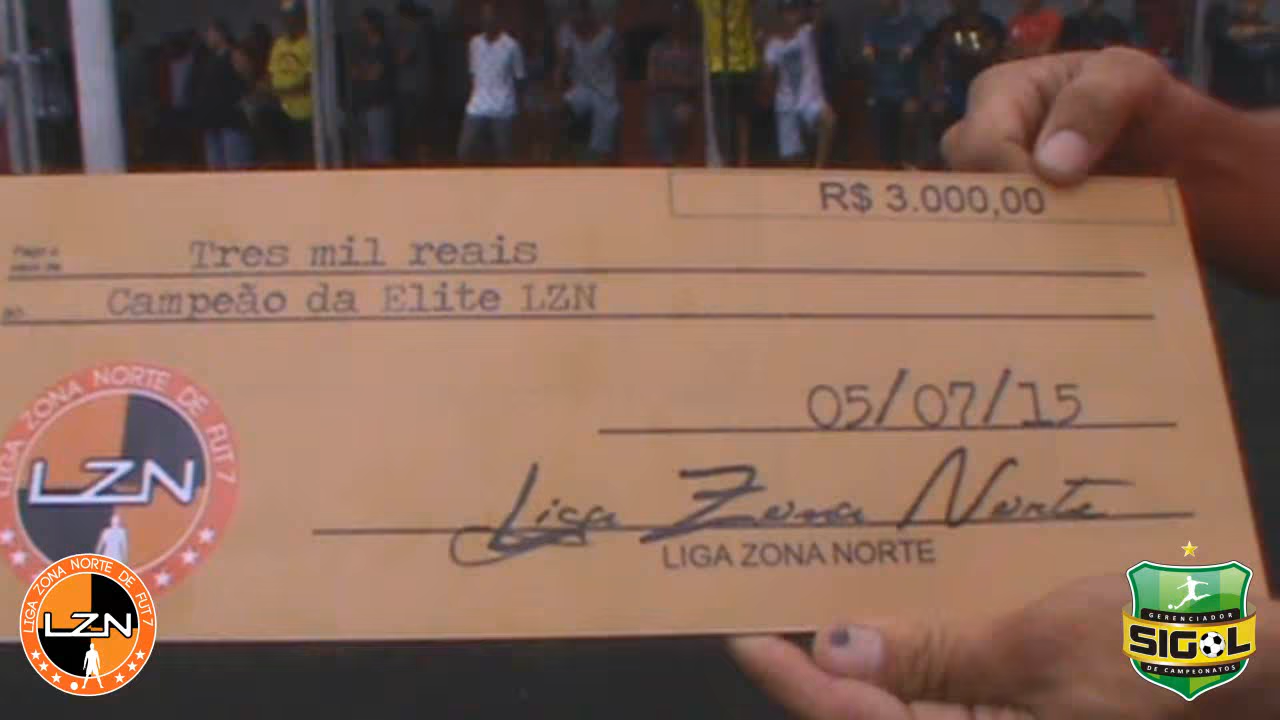 R$ 3.000,00
Tres mil reais
Campeão da Elite LZN
05/07/15
Liga Zona Norte
LIGA ZONA NORTE
LIGA ZONA NORTE DE FUT 7
LZN
LIGA ZONA NORTE DE FUT 7
LZN
GERENCIADOR
SIGOL
DE CAMPEONATOS